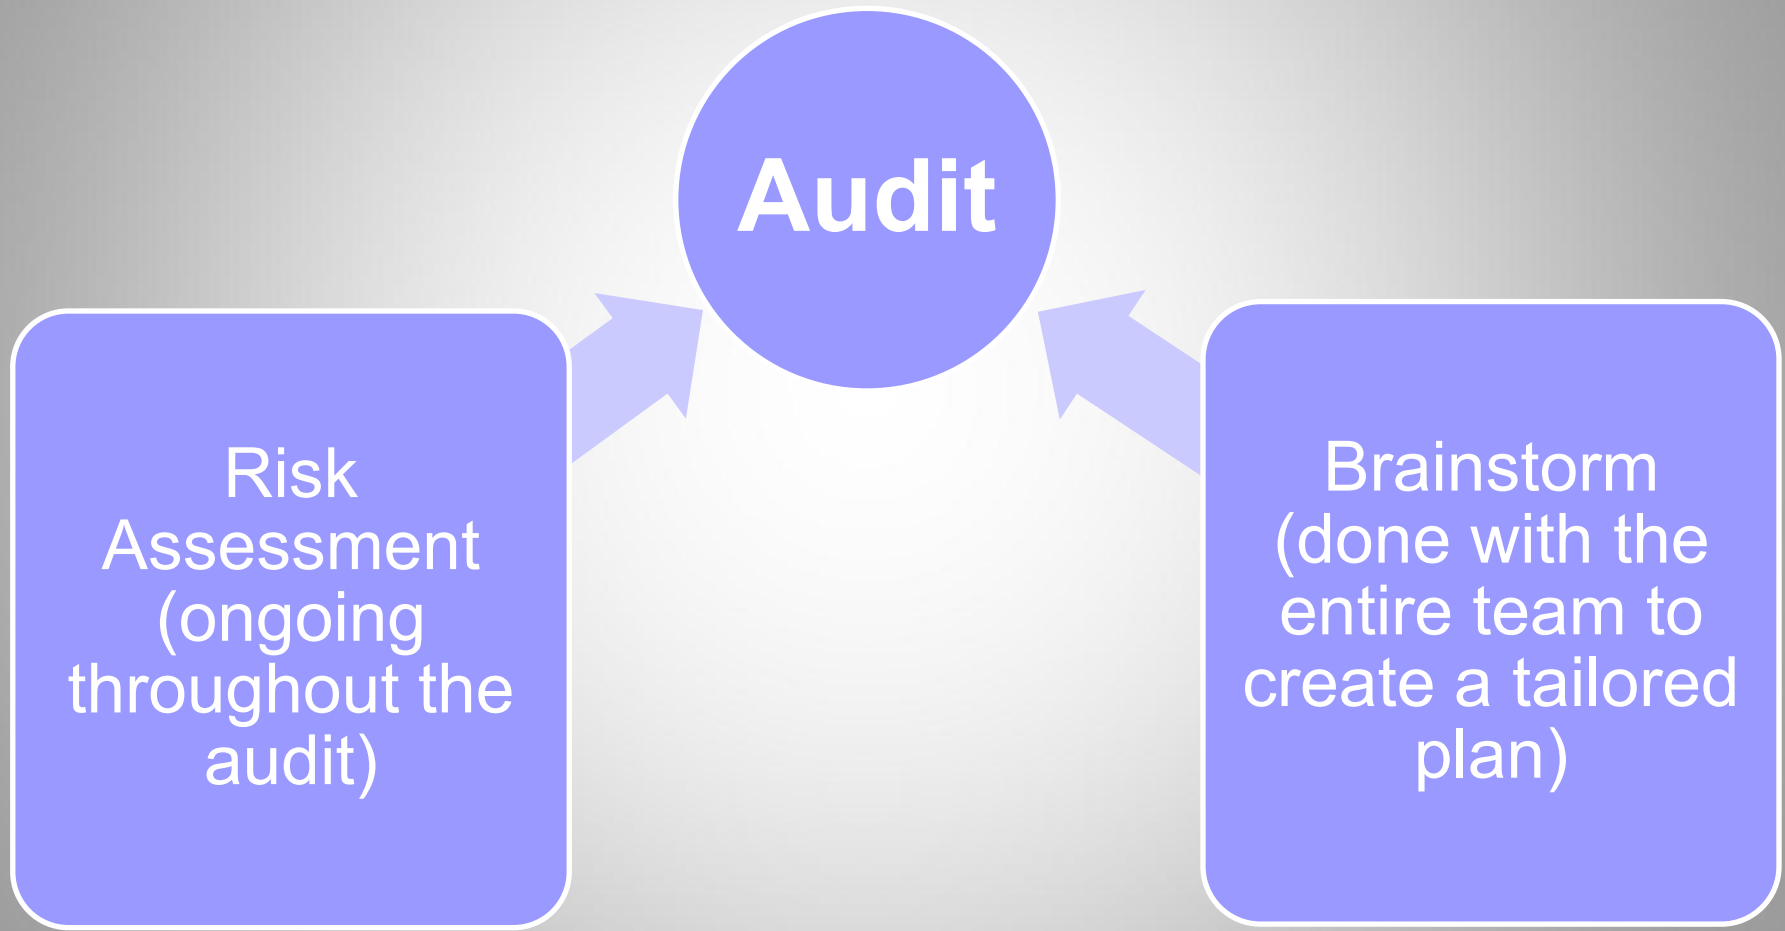 Audit
Risk
Assessment
(ongoing
throughout the
audit)
Brainstorm
(done with the
entire team to
create a tailored
plan)